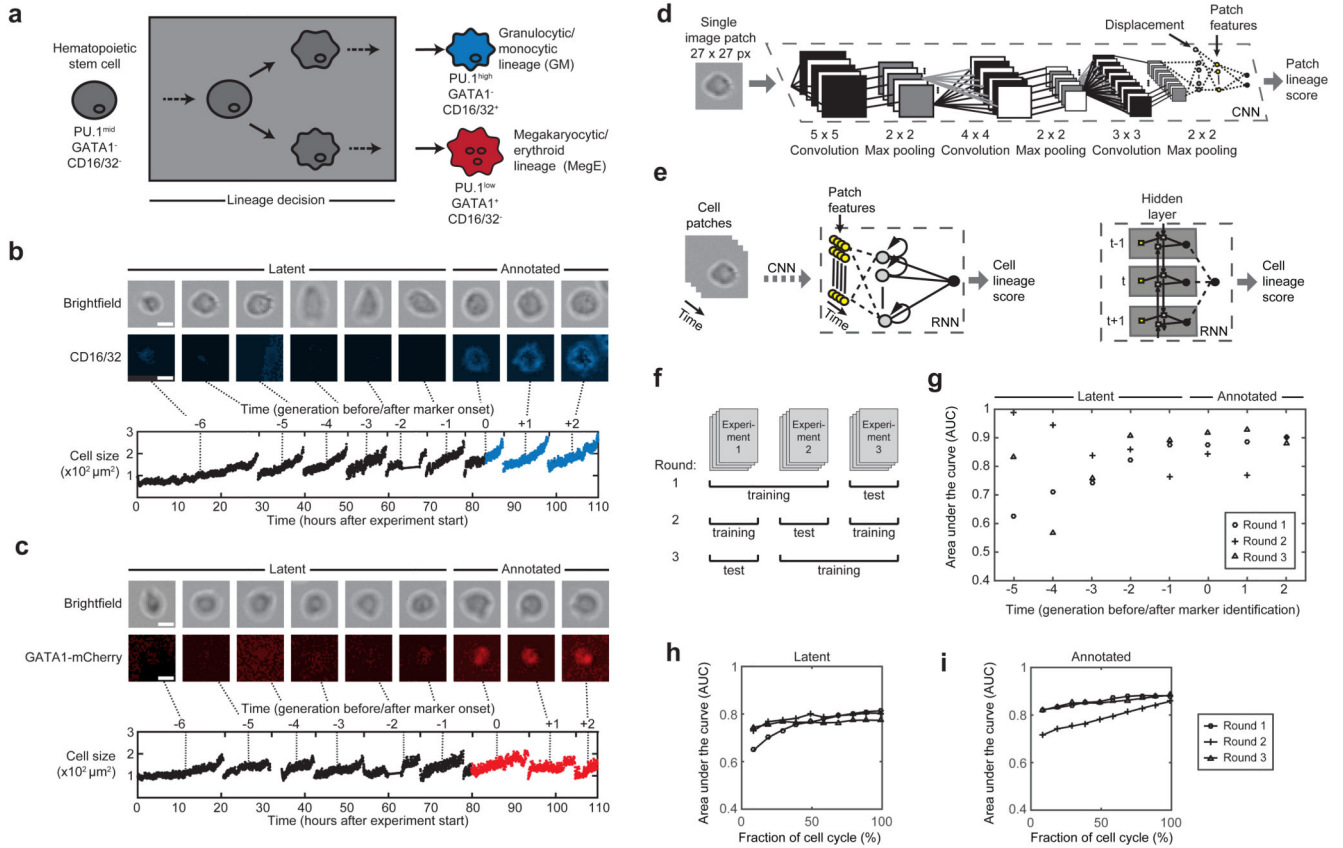 a
Hematopoietic
stem cell
PU.1mid
GATA1-
CD16/32-
Lineage decision
Granulocytic/
monocytic
lineage (GM)
PU.1high
GATA1-
CD16/32+
Megakaryocytic/
erythroid
lineage (MegE)
PU.1low
GATA1+
CD16/32-
b
Latent
Annotated
Brightfield
CD16/32
Time (generation before/after marker onset)
-6
-5
-4
-3
-2
-1
0
+1
+2
Cell size
(x10² µm²)
3
2
1
0
10
20
30
40
50
60
70
80
90
100
110
Time (hours after experiment start)
c
Latent
Annotated
Brightfield
GATA1-mCherry
Time (generation before/after marker onset)
-6
-5
-4
-3
-2
-1
0
+1
+2
Cell size
(x10² µm²)
3
2
1
0
10
20
30
40
50
60
70
80
90
100
110
Time (hours after experiment start)
d
Single
image patch
27 x 27 px
Displacement
Patch
features
CNN
Patch
lineage
score
5 x 5
Convolution
2 x 2
Max pooling
4 x 4
Convolution
2 x 2
Max pooling
3 x 3
Convolution
2 x 2
Max pooling
e
Cell
patches
Time
CNN
Patch
features
Time
RNN
Cell
lineage
score
Hidden
layer
t-1
t
t+1
RNN
Cell
lineage
score
f
Experi-
ment
1
Experi-
ment
2
Experi-
ment
3
Round:
1
training
test
2
training
test
training
3
test
training
g
Latent
Annotated
Area under the curve (AUC)
1
0.9
0.8
0.7
0.6
0.5
0.4
-5
-4
-3
-2
-1
0
1
2
Time (generation before/after marker identification)
Round 1
Round 2
Round 3
h
Latent
Area under the curve (AUC)
1
0.8
0.6
0.4
0
50
100
Fraction of cell cycle (%)
i
Annotated
Area under the curve (AUC)
1
0.8
0.6
0.4
0
50
100
Fraction of cell cycle (%)
Round 1
Round 2
Round 3